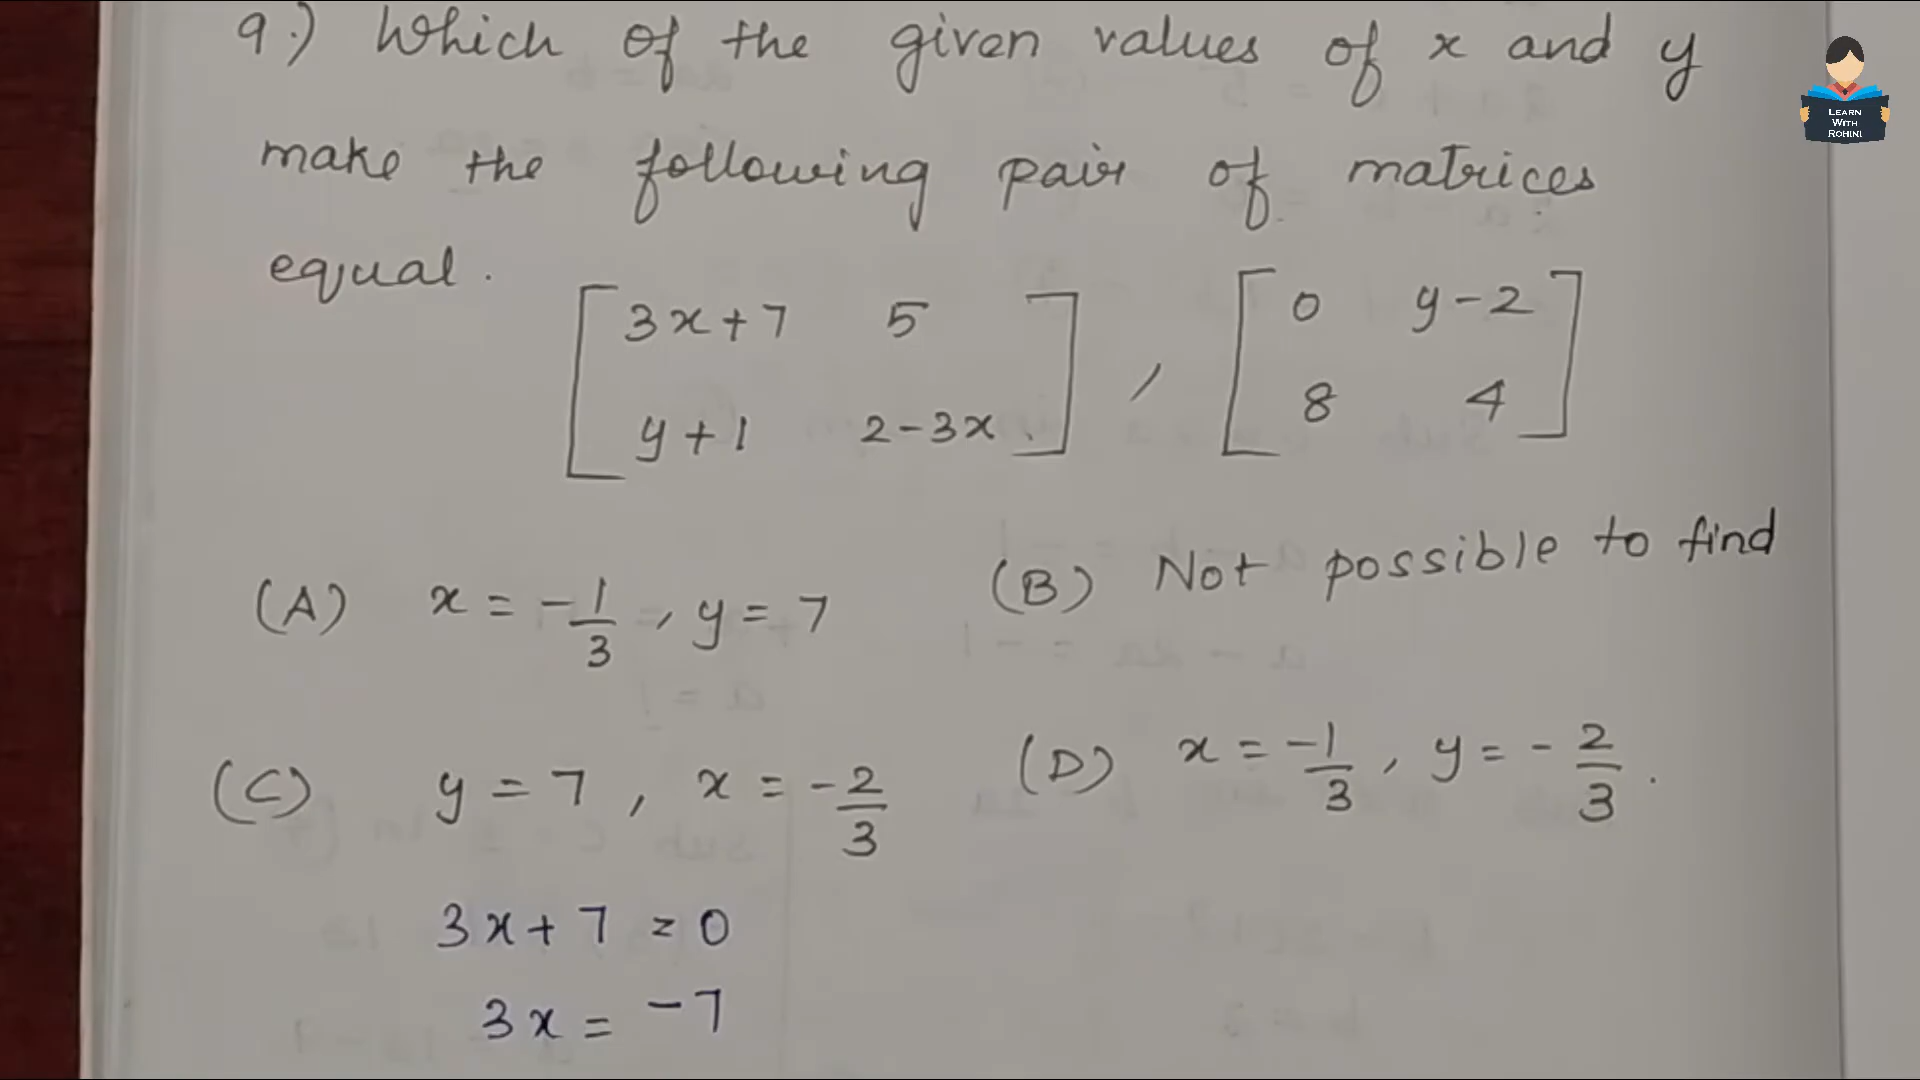 9.) Which of the given values of x and y
make the following pair of matrices
equal. [3x+7 5
y+1 2-3x] , [0 y-2
8 4]
(A) x = -1/3, y = 7 (B) Not possible to find
(C) y = 7, x = -2/3 (D) x = -1/3, y = -2/3.
3x + 7 = 0
3x = -7
LEARN
WITH
ROHINI